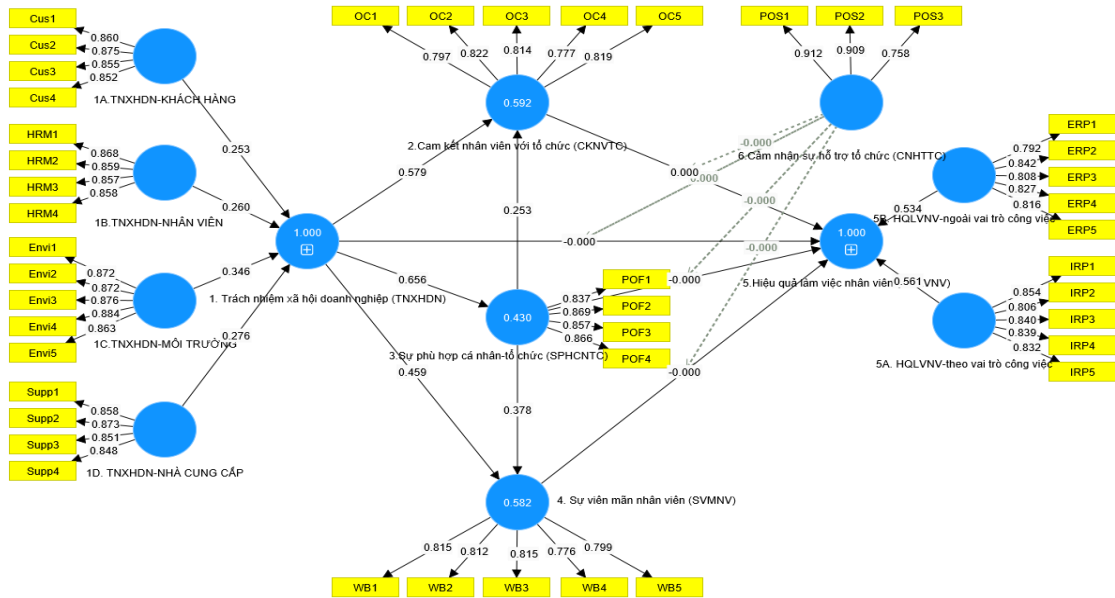 Cus1
Cus2
Cus3
Cus4
0.860
0.875
0.855
0.852
1A.TNXHDN-KHÁCH HÀNG
HRM1
HRM2
HRM3
HRM4
0.868
0.859
0.857
0.858
1B.TNXHDN-NHÂN VIÊN
Envi1
Envi2
Envi3
Envi4
Envi5
0.872
0.872
0.876
0.884
0.863
1C.TNXHDN-MÔI TRƯỜNG
Supp1
Supp2
Supp3
Supp4
0.858
0.873
0.851
0.848
1D. TNXHDN-NHÀ CUNG CẤP
0.253
0.260
0.346
0.276
1.000
1. Trách nhiệm xã hội doanh nghiệp (TNXHDN)
OC1
OC2
OC3
OC4
OC5
0.797
0.822
0.814
0.777
0.819
0.592
2.Cam kết nhân viên với tổ chức (CKNVTC)
0.579
0.656
0.459
0.253
0.378
0.430
3.Sự phù hợp cá nhân-tổ chức (SPHCNTC)
POF1
POF2
POF3
POF4
0.837
0.869
0.857
0.866
0.582
4. Sự viên mãn nhân viên (SVMNV)
0.815
0.812
0.815
0.776
0.799
WB1
WB2
WB3
WB4
WB5
POS1
POS2
POS3
0.912
0.909
0.758
6.Cảm nhận sự hỗ trợ tổ chức (CNHTTC)
-0.000
0.000
0.000
-0.000
-0.000
-0.000
-0.000
-0.000
1.000
5.Hiệu quả làm việc nhân viên VNV)
ERP1
ERP2
ERP3
ERP4
ERP5
0.792
0.842
0.808
0.827
0.816
0.534
5B. HQLVNV-ngoài vai trò công việc
IRP1
IRP2
IRP3
IRP4
IRP5
0.854
0.806
0.840
0.839
0.832
0.561
5A. HQLVNV-theo vai trò công việc